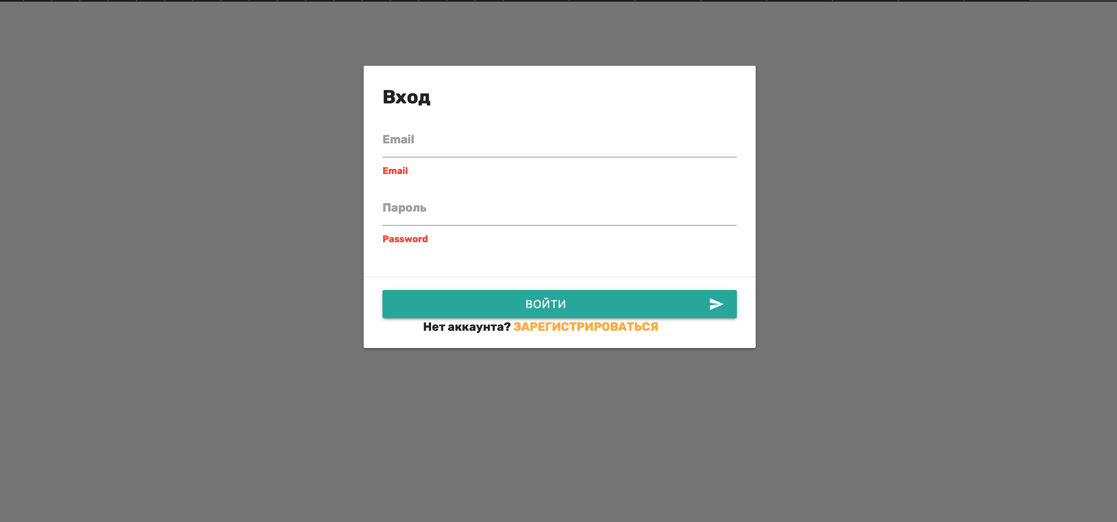 Вход
Email
Email
Пароль
Password
ВОЙТИ
Нет аккаунта? ЗАРЕГИСТРИРОВАТЬСЯ